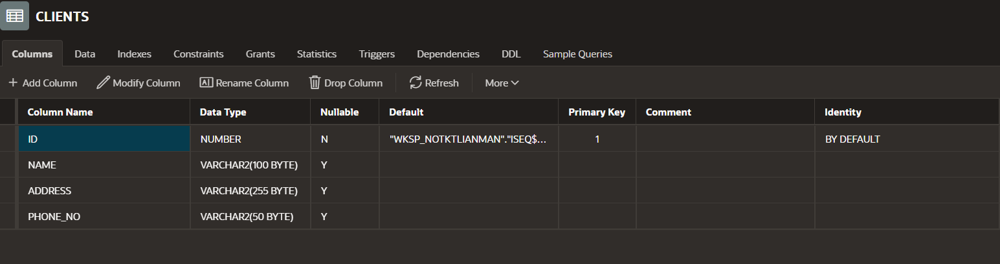 CLIENTS
Columns Data Indexes Constraints Grants Statistics Triggers Dependencies DDL Sample Queries
Add Column Modify Column Rename Column Drop Column Refresh More
Column Name Data Type Nullable Default Primary Key Comment Identity
ID NUMBER N "WKSP_NOTKTLIANMAN"."ISEQ$... 1 BY DEFAULT
NAME VARCHAR2(100 BYTE) Y
ADDRESS VARCHAR2(255 BYTE) Y
PHONE_NO VARCHAR2(50 BYTE) Y